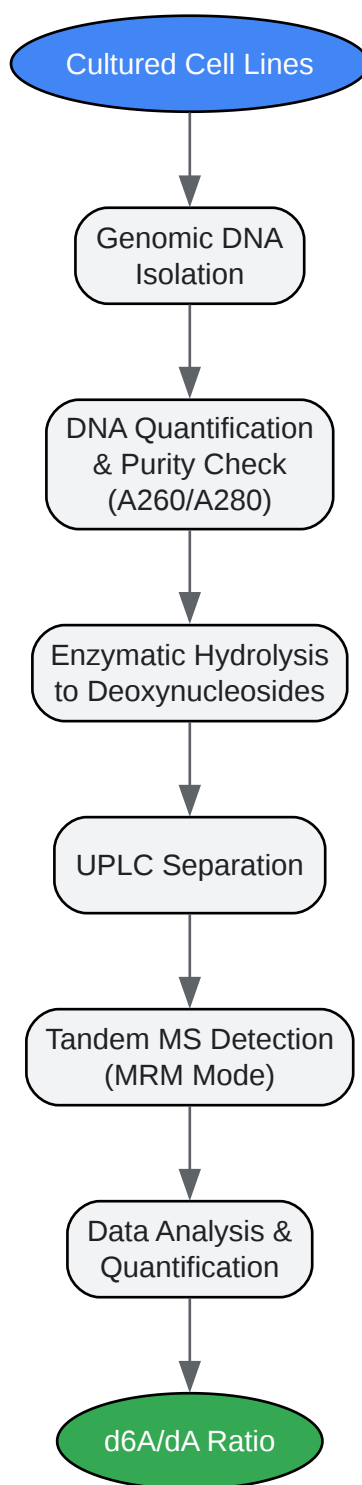 Cultured Cell Lines
Genomic DNA
Isolation
DNA Quantification
& Purity Check
(A260/A280)
Enzymatic Hydrolysis
to Deoxynucleosides
UPLC Separation
Tandem MS Detection
(MRM Mode)
Data Analysis &
Quantification
d6A/dA Ratio